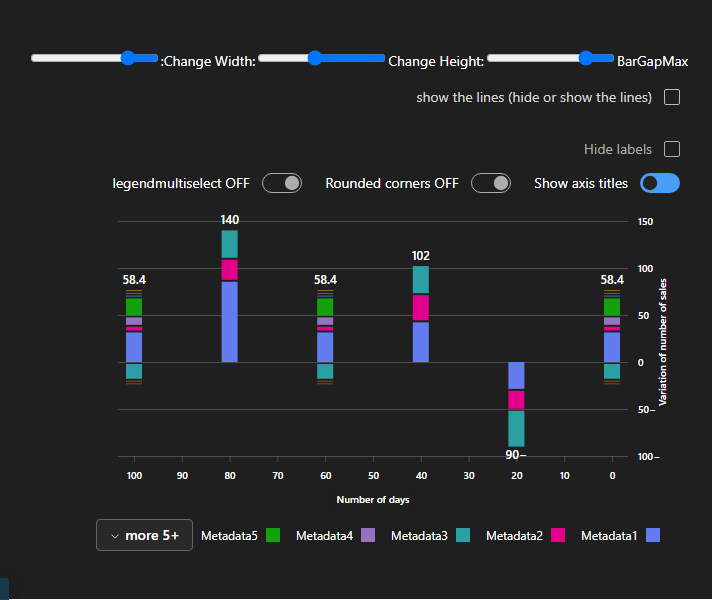 Change Width: Change Height: BarGapMax
show the lines (hide or show the lines)
Hide labels
legendmultiselect OFF Rounded corners OFF Show axis titles
140
150
58.4 58.4 102 58.4
100
50
0
50−
90−
100−
Variation of number of sales
100 90 80 70 60 50 40 30 20 10 0
Number of days
more 5+ Metadata5 Metadata4 Metadata3 Metadata2 Metadata1